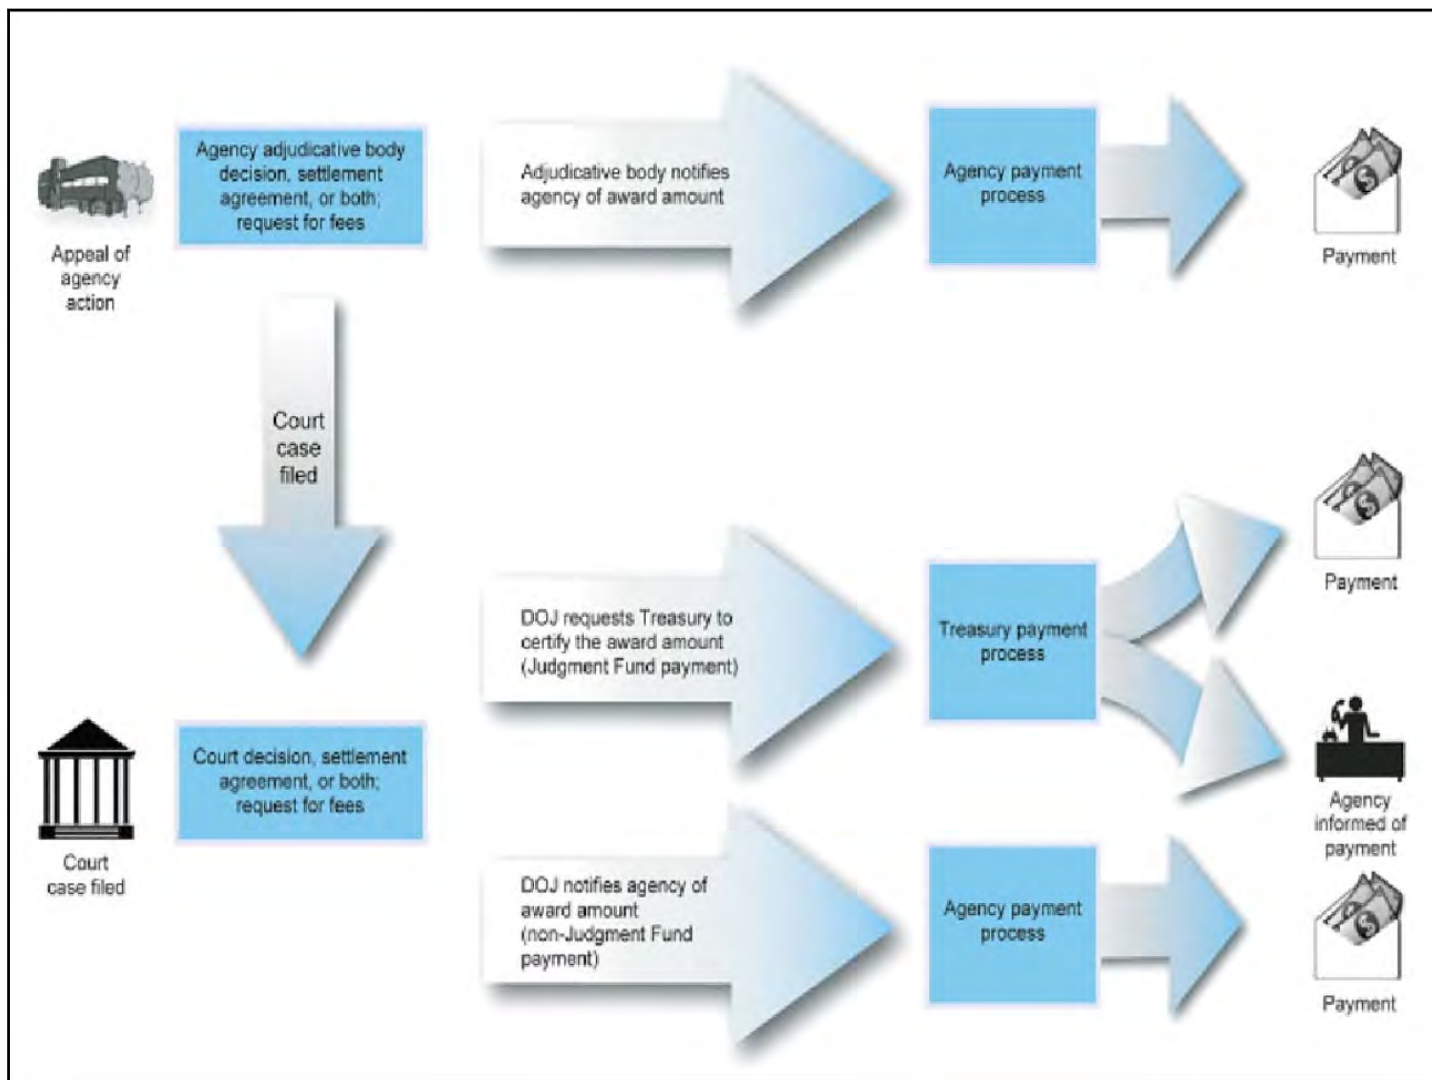 Appeal of
agency
action
Agency adjudicative body
decision, settlement
agreement, or both;
request for fees
Adjudicative body notifies
agency of award amount
Agency payment
process
Payment
Court
case
filed
Court
case filed
Court decision, settlement
agreement, or both;
request for fees
DOJ requests Treasury to
certify the award amount
(Judgment Fund payment)
Treasury payment
process
Payment
Agency
informed of
payment
DOJ notifies agency of
award amount
(non-Judgment Fund
payment)
Agency payment
process
Payment